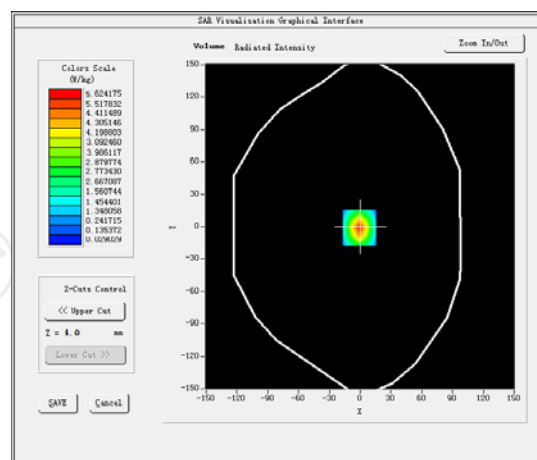 SAR Visualisation Graphical Interface
Volume Radiated Intensity
Zoom In/Out
Colors Scale
(W/kg)
5.624175
5.517832
4.411489
4.305146
4.198803
3.092460
3.986117
2.879774
2.773430
2.667087
1.560744
1.454401
1.348058
0.241715
0.135372
0.029029
Z-Cuts Control
<< Upper Cut
Z = 4.0 mm
Lower Cut >>
SAVE
Cancel
150
120
90
60
30
Y
0
-30
-60
-90
-120
-150
-150 -120 -90 -60 -30 0 30 60 90 120 150
X